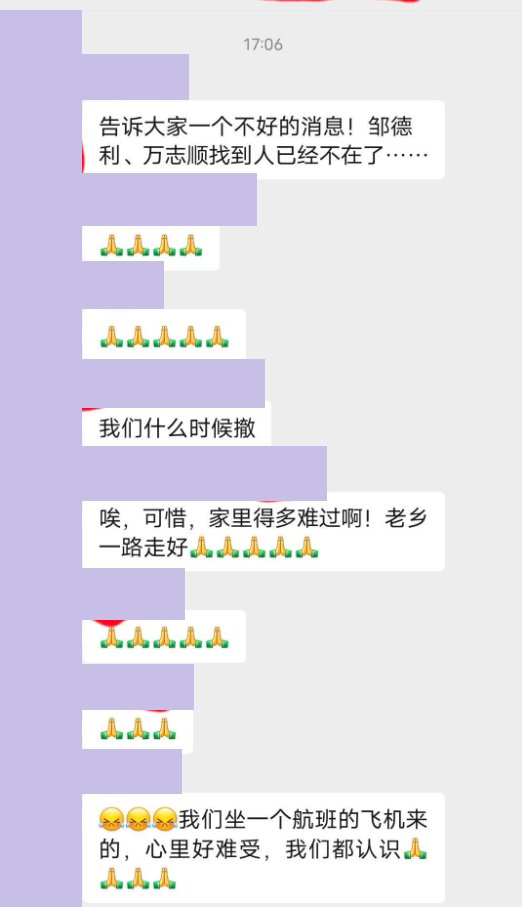 17:06
告诉大家一个不好的消息！邹德
利、万志顺找到人已经不在了……
🙏🙏🙏🙏
🙏🙏🙏🙏🙏
我们什么时候撤
唉，可惜，家里得多难过啊！老乡
一路走好🙏🙏🙏🙏🙏
🙏🙏🙏🙏🙏
🙏🙏🙏
😭😭😭我们坐一个航班的飞机来
的，心里好难受，我们都认识🙏
🙏🙏🙏